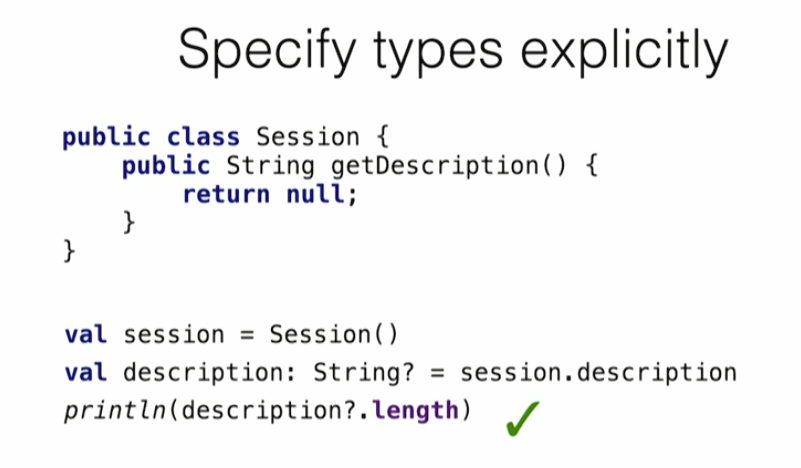 Specify types explicitly
public class Session {
    public String getDescription() {
        return null;
    }
}
val session = Session()
val description: String? = session.description
println(description?.length)